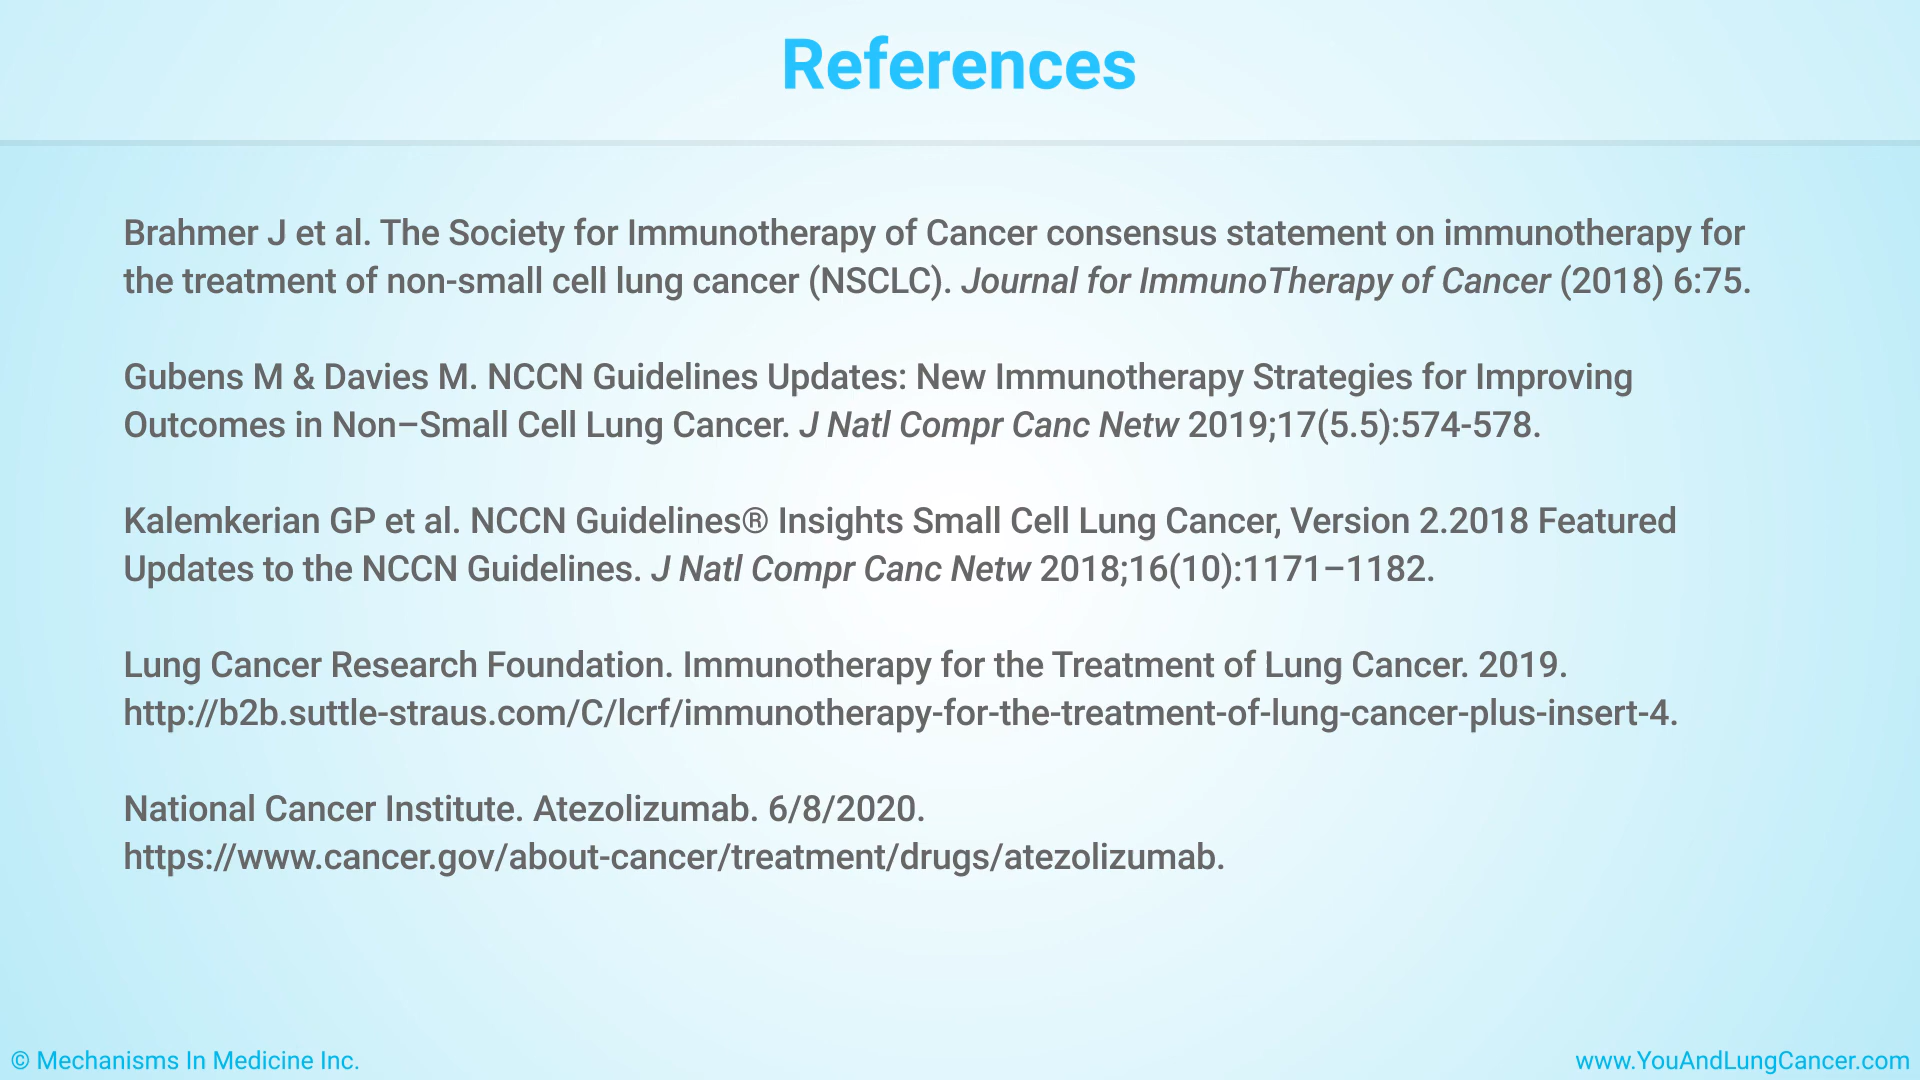 References
Brahmer J et al. The Society for Immunotherapy of Cancer consensus statement on immunotherapy for
the treatment of non-small cell lung cancer (NSCLC). Journal for ImmunoTherapy of Cancer (2018) 6:75.
Gubens M & Davies M. NCCN Guidelines Updates: New Immunotherapy Strategies for Improving
Outcomes in Non–Small Cell Lung Cancer. J Natl Compr Canc Netw 2019;17(5.5):574-578.
Kalemkerian GP et al. NCCN Guidelines® Insights Small Cell Lung Cancer, Version 2.2018 Featured
Updates to the NCCN Guidelines. J Natl Compr Canc Netw 2018;16(10):1171–1182.
Lung Cancer Research Foundation. Immunotherapy for the Treatment of Lung Cancer. 2019.
http://b2b.suttle-straus.com/C/lcrf/immunotherapy-for-the-treatment-of-lung-cancer-plus-insert-4.
National Cancer Institute. Atezolizumab. 6/8/2020.
https://www.cancer.gov/about-cancer/treatment/drugs/atezolizumab.
© Mechanisms In Medicine Inc.
www.YouAndLungCancer.com